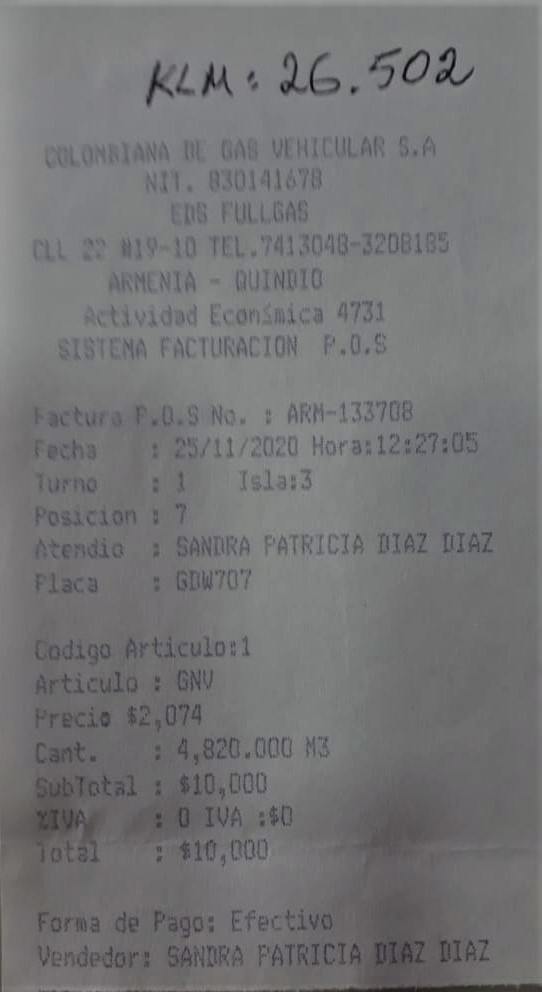 KLM: 26.502
COLOMBIANA DE GAS VEHICULAR S.A
NIT. 830141678
EDS FULLGAS
CLL 22 #19-10 TEL.7413048-3208185
ARMENIA - QUINDIO
Actividad Económica 4731
SISTEMA FACTURACION P.O.S
Factura P.O.S No. : ARM-133708
Fecha : 25/11/2020 Hora:12:27:05
Turno : 1 Isla:3
Posicion : 7
Atendio : SANDRA PATRICIA DIAZ DIAZ
Placa : GDW707
Codigo Articulo:1
Articulo : GNV
Precio $2,074
Cant. : 4,820.000 M3
SubTotal : $10,000
%IVA : 0 IVA :$0
Total : $10,000
Forma de Pago: Efectivo
Vendedor: SANDRA PATRICIA DIAZ DIAZ